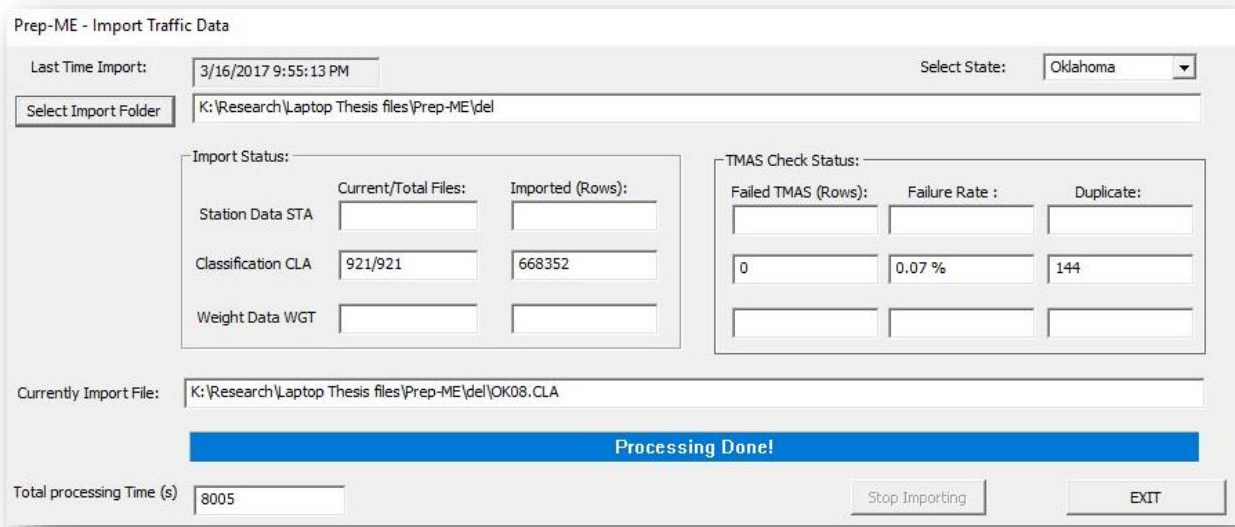 Prep-ME - Import Traffic Data
Last Time Import: 3/16/2017 9:55:13 PM Select State: Oklahoma
Select Import Folder K:\Research\Laptop Thesis files\Prep-ME\del
Import Status: TMAS Check Status:
Current/Total Files: Imported (Rows): Failed TMAS (Rows): Failure Rate : Duplicate:
Station Data STA
Classification CLA 921/921 668352 0 0.07 % 144
Weight Data WGT
Currently Import File: K:\Research\Laptop Thesis files\Prep-ME\del\OK08.CLA
Processing Done!
Total processing Time (s) 8005 Stop Importing EXIT